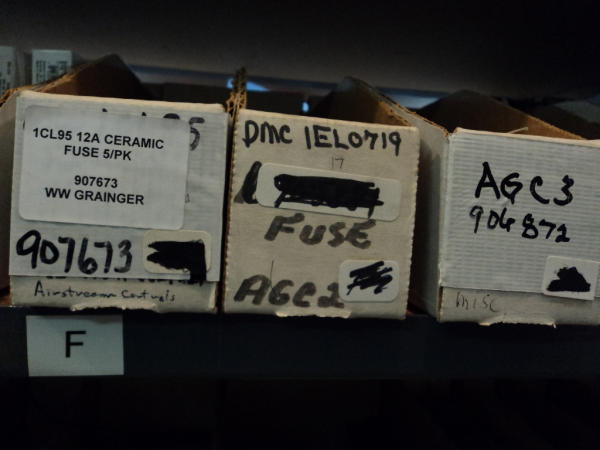 1CL95 12A CERAMIC
FUSE 5/PK
907673
WW GRAINGER
907673
Airstream Controls
DMC 1EL0719
17
FUSE
AGC2
AGC3
906872
MISC
F